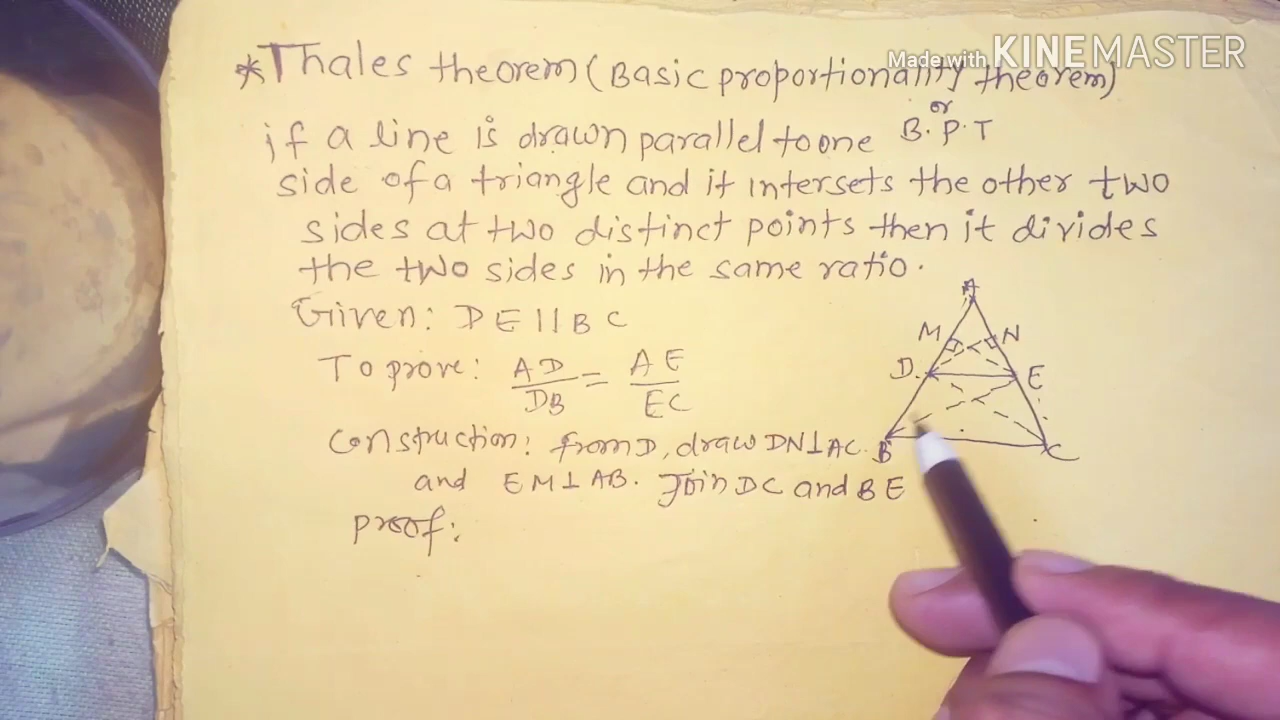 Made with KINEMASTER
*Thales theorem (Basic proportionality theorem)
or
B.P.T
if a line is drawn parallel to one
side of a triangle and it intersets the other two
sides at two distinct points then it divides
the two sides in the same ratio.
Given: DE || BC
To prove: AD/DB = AE/EC
Construction: from D, draw DN⊥AC.
and EM⊥AB. Join DC and BE
Proof:
A
M N
D E
B C